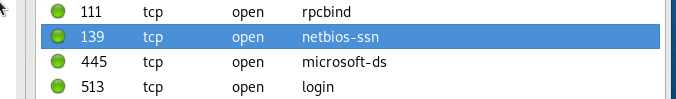 111 tcp open rpcbind
139 tcp open netbios-ssn
445 tcp open microsoft-ds
513 tcp open login